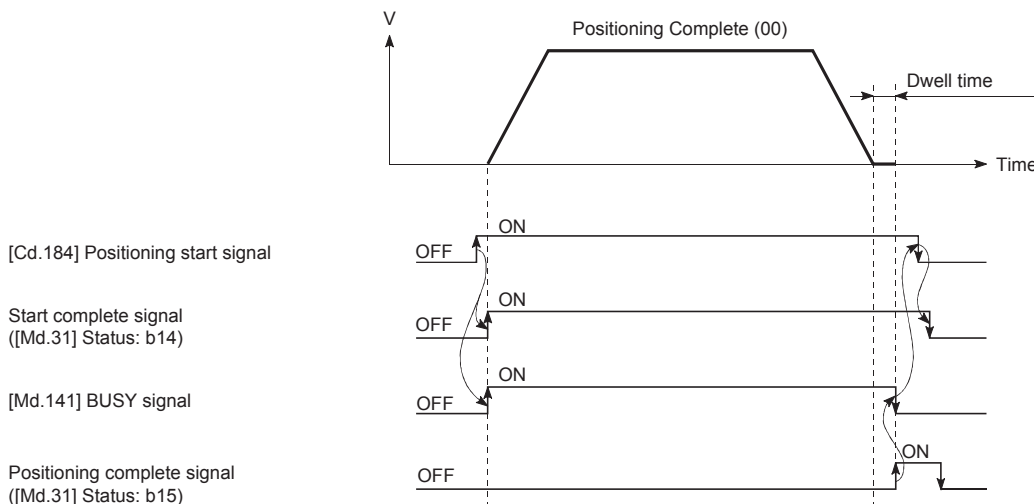 V
Positioning Complete (00)
Dwell time
Time
ON
[Cd.184] Positioning start signal
OFF
ON
Start complete signal
([Md.31] Status: b14)
OFF
ON
[Md.141] BUSY signal
OFF
ON
Positioning complete signal
([Md.31] Status: b15)
OFF